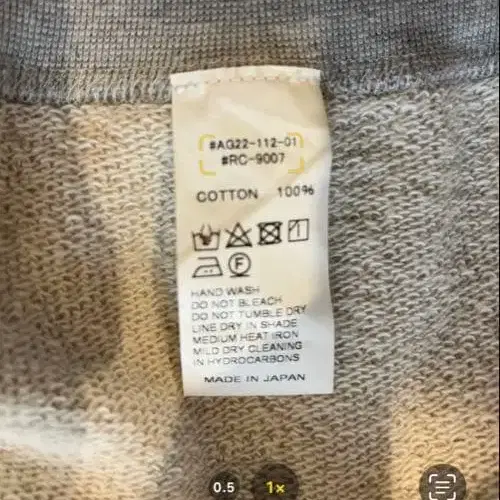 #AG22-112-01
#RC-9007
COTTON 100%
F
HAND WASH
DO NOT BLEACH
DO NOT TUMBLE DRY
LINE DRY IN SHADE
MEDIUM HEAT IRON
MILD DRY CLEANING
IN HYDROCARBONS
MADE IN JAPAN
0.5
1×